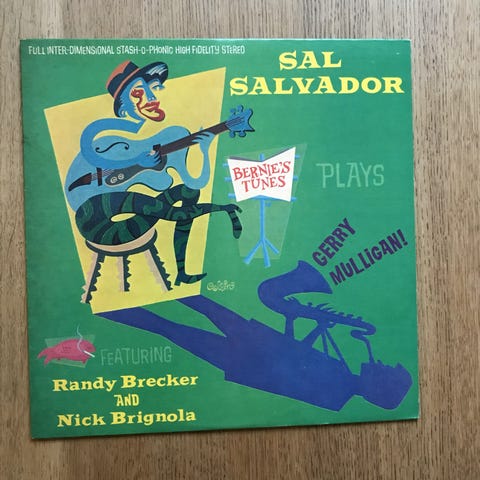 FULL INTER-DIMENSIONAL STASH-O-PHONIC HIGH FIDELITY STEREO
SAL
SALVADOR
BERNIE'S
TUNES
PLAYS
GERRY
MULLIGAN!
FEATURING
Randy Brecker
AND
Nick Brignola